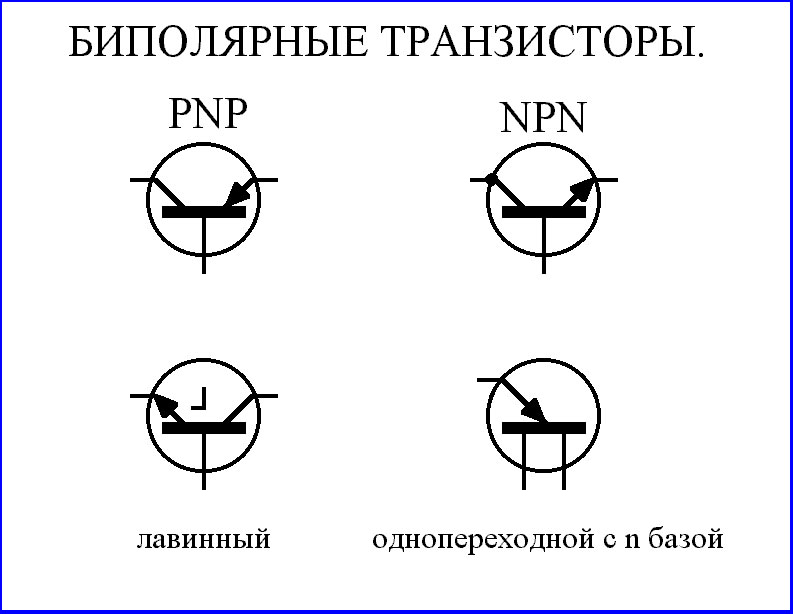 БИПОЛЯРНЫЕ ТРАНЗИСТОРЫ.
PNP
NPN
лавинный
однопереходной с n базой